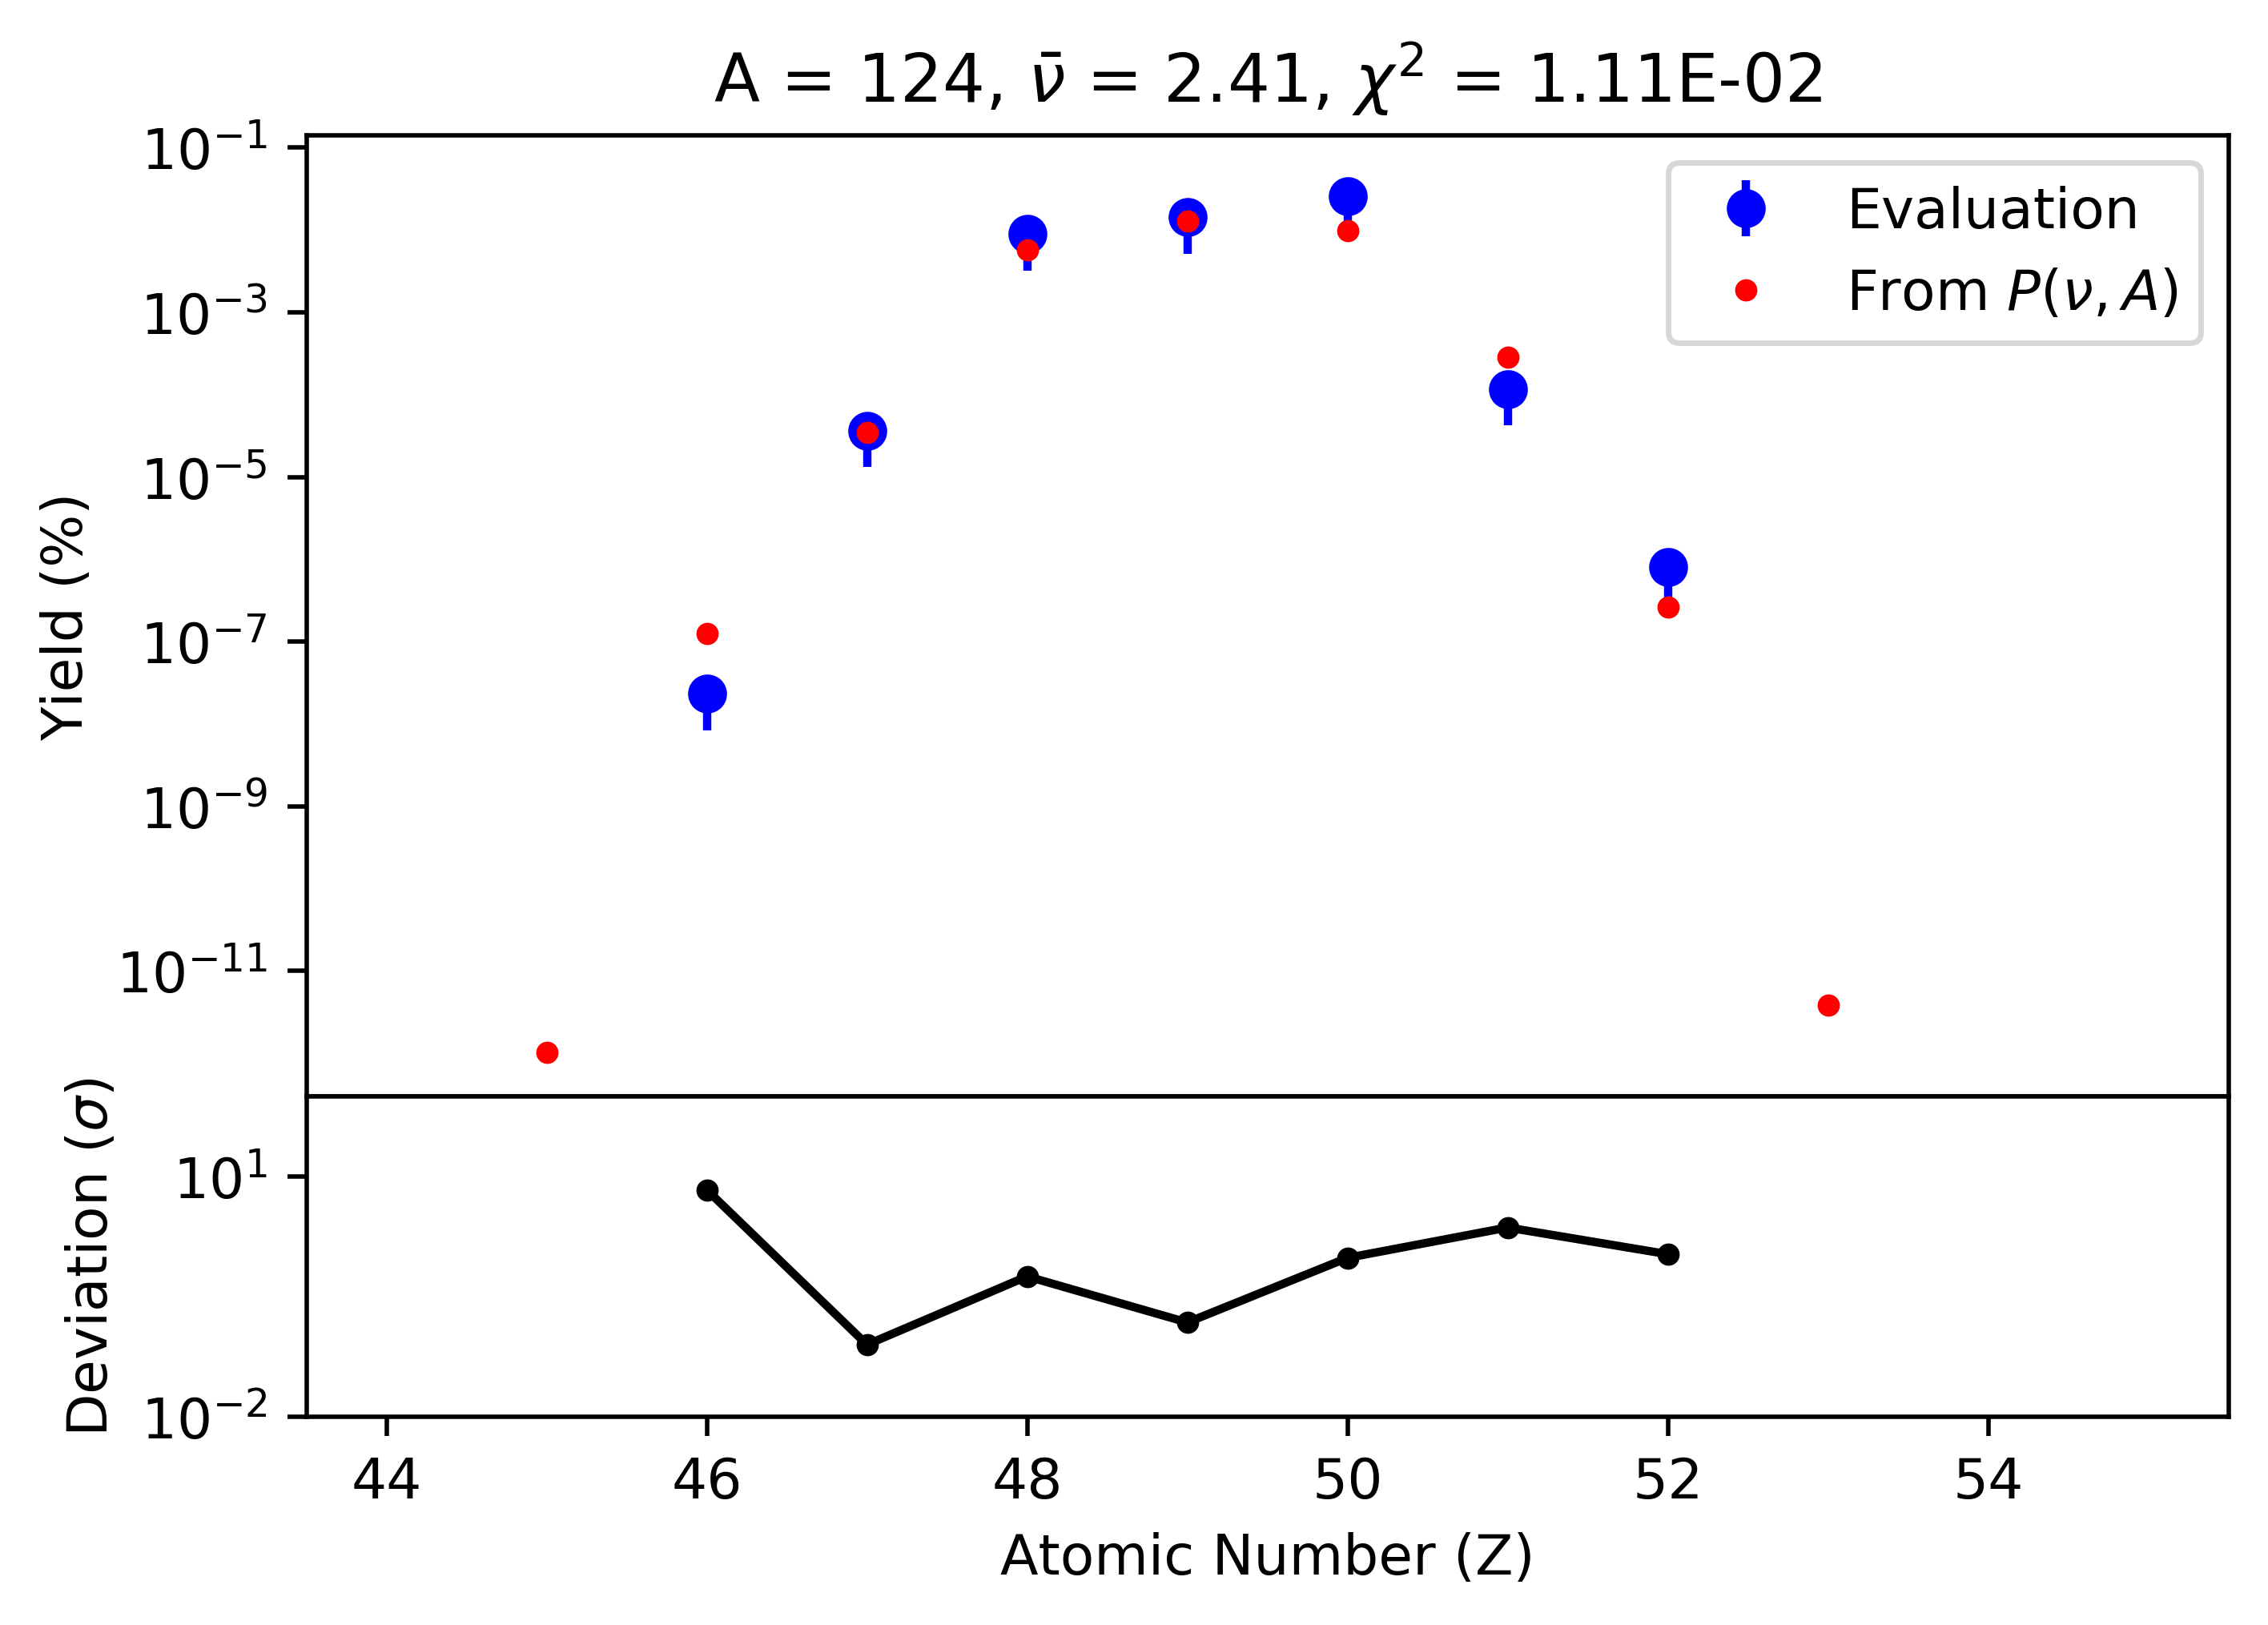 A = 124, ν̄ = 2.41, χ² = 1.11E-02
10⁻¹
10⁻³
10⁻⁵
10⁻⁷
10⁻⁹
10⁻¹¹
Yield (%)
Evaluation
From P(ν, A)
10¹
10⁻²
Deviation (σ)
44 46 48 50 52 54
Atomic Number (Z)